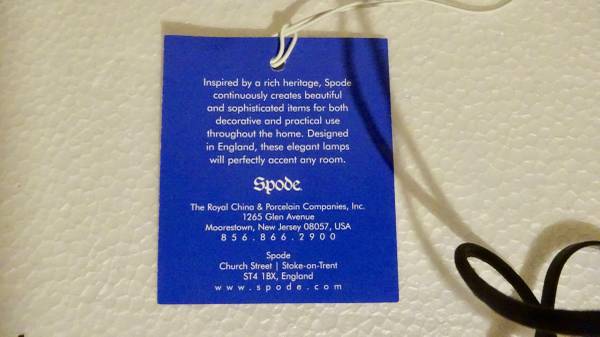 Inspired by a rich heritage, Spode
continuously creates beautiful
and sophisticated items for both
decorative and practical use
throughout the home. Designed
in England, these elegant lamps
will perfectly accent any room.
Spode
The Royal China & Porcelain Companies, Inc.
1265 Glen Avenue
Moorestown, New Jersey 08057, USA
856.866.2900
Spode
Church Street | Stoke-on-Trent
ST4 1BX, England
www.spode.com